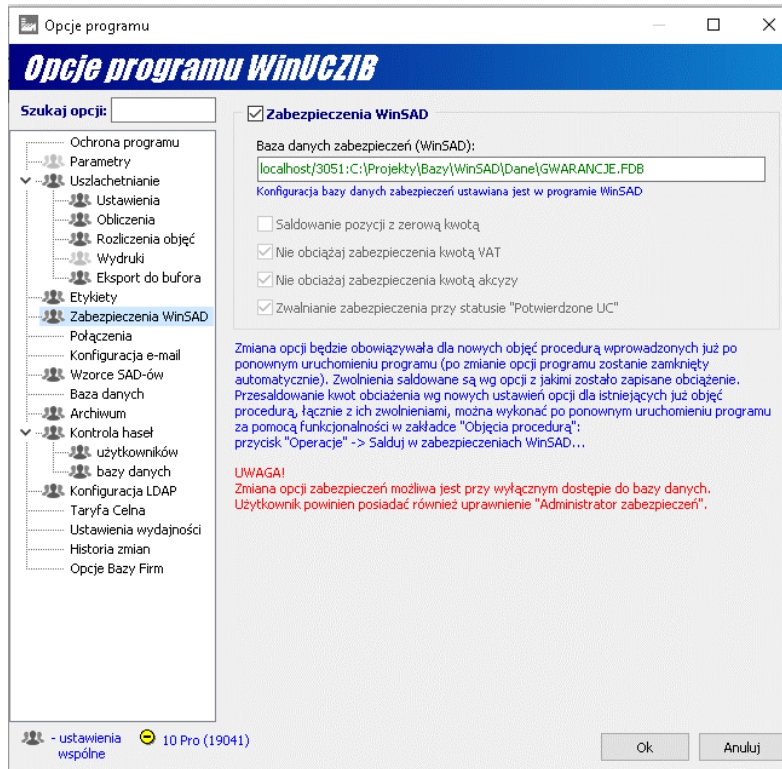 Opcje programu
Opcje programu WinUCZIB
Szukaj opcji:
Ochrona programu
Parametry
Uszlachetnianie
Ustawienia
Obliczenia
Rozliczenia objęć
Wydruki
Eksport do bufora
Etykiety
Zabezpieczenia WinSAD
Połączenia
Konfiguracja e-mail
Wzorce SAD-ów
Baza danych
Archiwum
Kontrola haseł
użytkowników
bazy danych
Konfiguracja LDAP
Taryfa Celna
Ustawienia wydajności
Historia zmian
Opcje Bazy Firm
- ustawienia
wspólne
10 Pro (19041)
Zabezpieczenia WinSAD
Baza danych zabezpieczeń (WinSAD):
localhost/3051:C:\Projekty\Bazy\WinSAD\Dane\GWARANCJE.FDB
Konfiguracja bazy danych zabezpieczeń ustawiana jest w programie WinSAD
Saldowanie pozycji z zerową kwotą
Nie obciążaj zabezpieczenia kwotą VAT
Nie obciażaj zabezpieczenia kwotą akcyzy
Zwalnianie zabezpieczenia przy statusie "Potwierdzone UC"
Zmiana opcji będzie obowiązywała dla nowych objęć procedurą wprowadzonych już po
ponownym uruchomieniu programu (po zmianie opcji programu zostanie zamknięty
automatycznie). Zwolnienia saldowane są wg opcji z jakimi zostało zapisane obciążenie.
Przesaldowanie kwot obciażenia wg nowych ustawień opcji dla istniejących już objęć
procedurą, łącznie z ich zwolnieniami, można wykonać po ponownym uruchomieniu programu
za pomocą funkcjonalności w zakładce "Objęcia procedurą":
przycisk "Operacje" -> Salduj w zabezpieczeniach WinSAD...
UWAGA!
Zmiana opcji zabezpieczeń możliwa jest przy wyłącznym dostępie do bazy danych.
Użytkownik powinien posiadać również uprawnienie "Administrator zabezpieczeń".
Ok
Anuluj